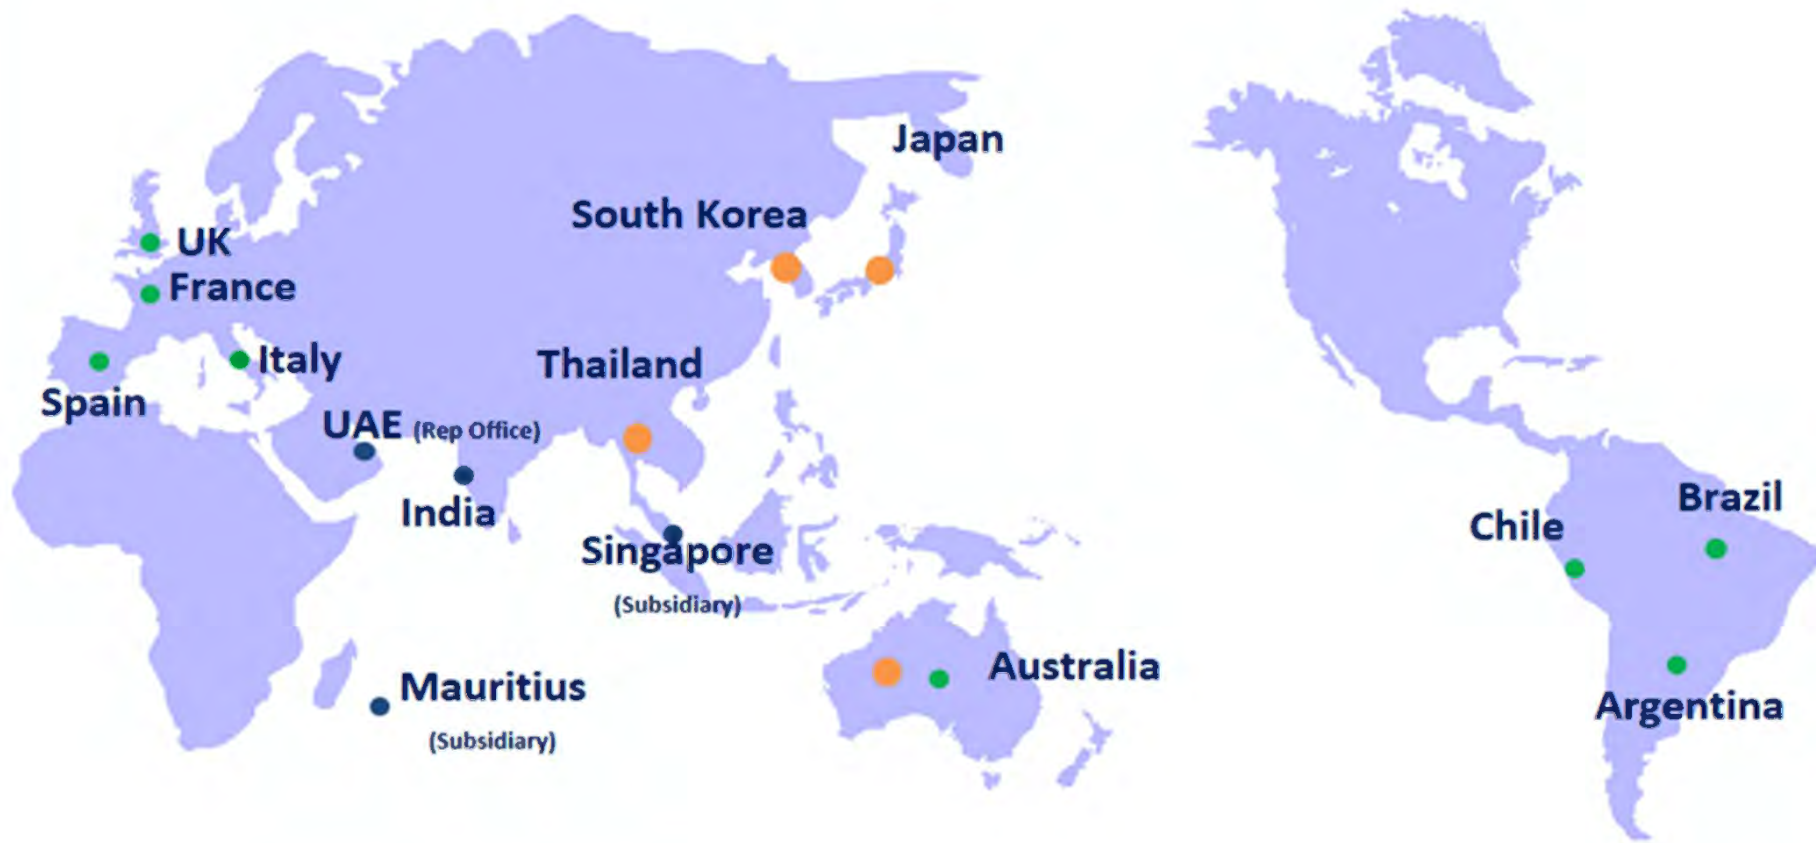 Japan
South Korea
UK
France
Italy
Thailand
Spain
UAE (Rep Office)
India
Singapore
(Subsidiary)
Mauritius
(Subsidiary)
Australia
Brazil
Chile
Argentina